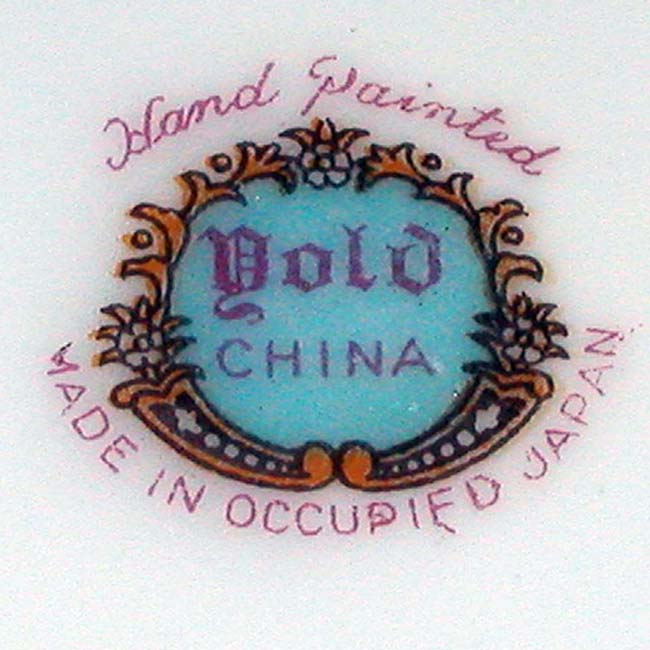 Hand Painted
Yold
CHINA
MADE IN OCCUPIED JAPAN